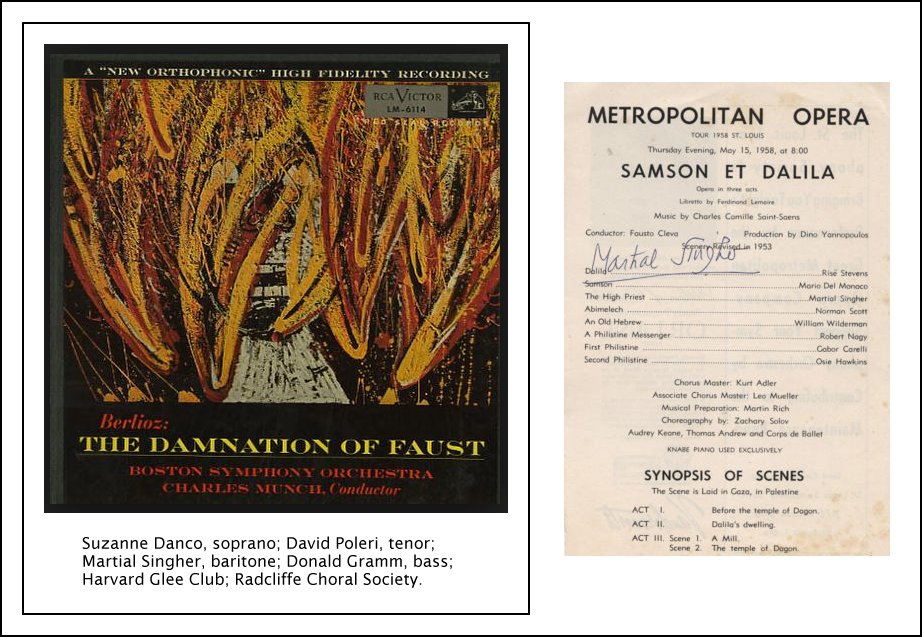 A "NEW ORTHOPHONIC" HIGH FIDELITY RECORDING
RCA VICTOR
LM-6114
Berlioz:
THE DAMNATION OF FAUST
BOSTON SYMPHONY ORCHESTRA
CHARLES MUNCH, Conductor
Suzanne Danco, soprano; David Poleri, tenor;
Martial Singher, baritone; Donald Gramm, bass;
Harvard Glee Club; Radcliffe Choral Society.
METROPOLITAN OPERA
TOUR 1958 ST. LOUIS
Thursday Evening, May 15, 1958, at 8:00
SAMSON ET DALILA
Opera in three acts
Libretto by Ferdinand Lemaire
Music by Charles Camille Saint-Saens
Conductor: Fausto Cleva Production by Dino Yannopoulos
Scenery Revised in 1953
Martial Singher
Dalila Risë Stevens
Samson Mario Del Monaco
The High Priest Martial Singher
Abimelech Norman Scott
An Old Hebrew William Wilderman
A Philistine Messenger Robert Nagy
First Philistine Gabor Carelli
Second Philistine Osie Hawkins
Chorus Master: Kurt Adler
Associate Chorus Master: Leo Mueller
Musical Preparation: Martin Rich
Choreography by: Zachary Solov
Audrey Keane, Thomas Andrew and Corps de Ballet
KNABE PIANO USED EXCLUSIVELY
SYNOPSIS OF SCENES
The Scene is Laid in Gaza, in Palestine
ACT I. Before the temple of Dagon.
ACT II. Dalila's dwelling.
ACT III. Scene 1. A Mill.
Scene 2. The temple of Dagon.